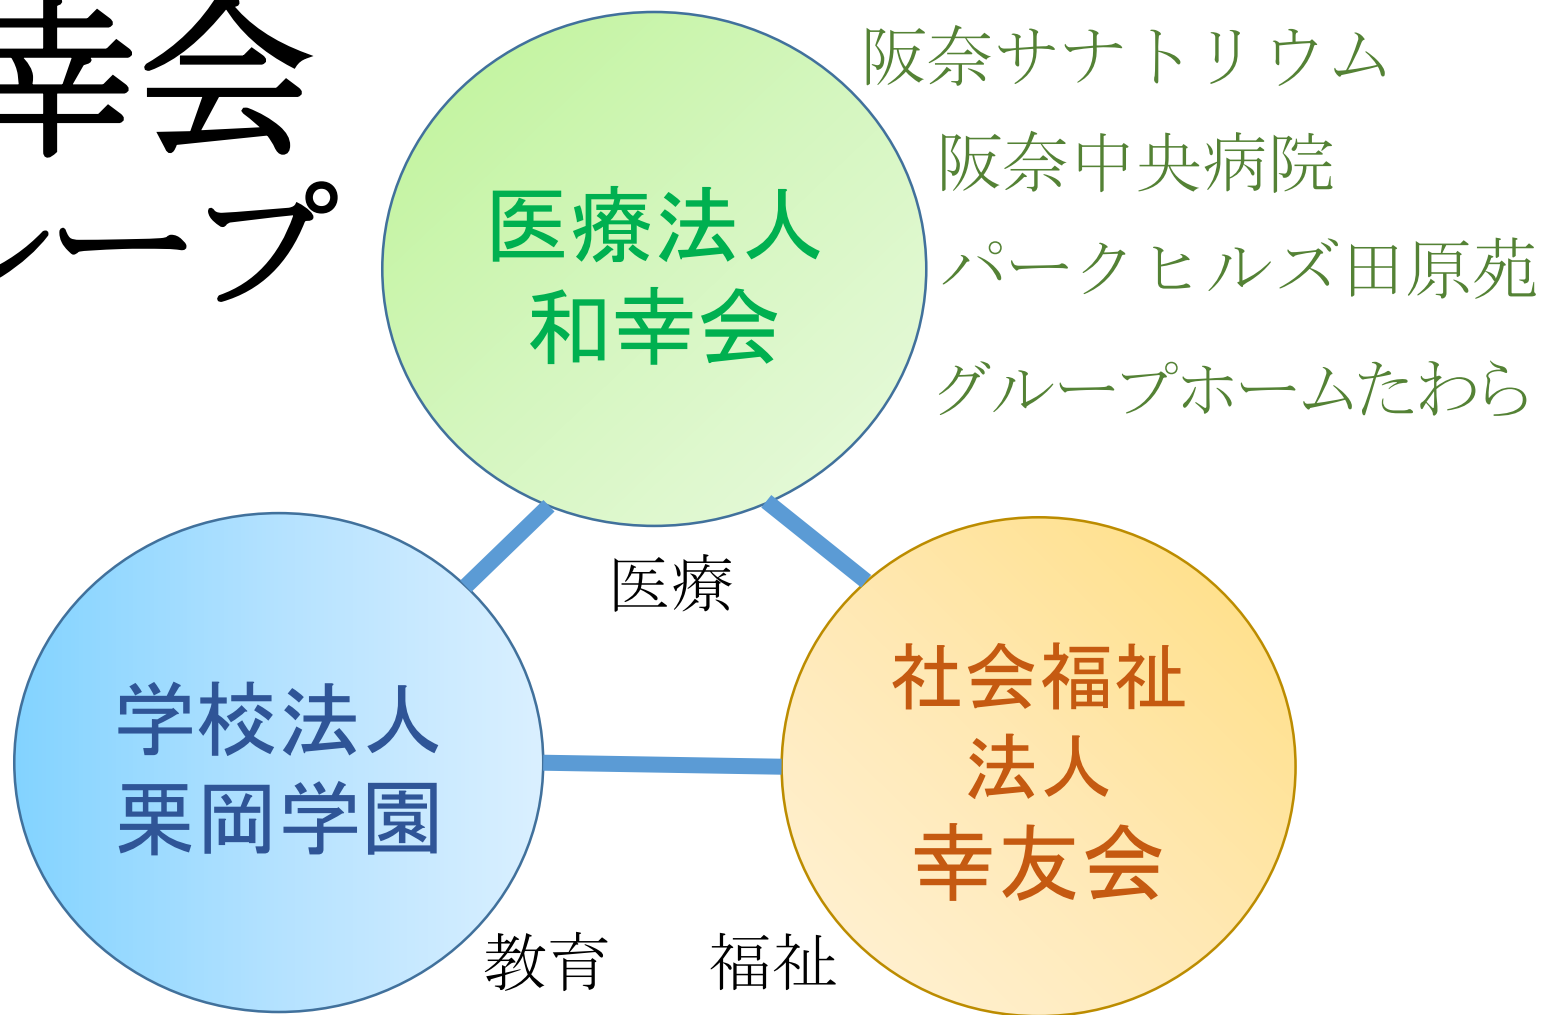 幸会
ループ
阪奈サナトリウム
阪奈中央病院
パークヒルズ田原苑
グループホームたわら
医療法人
和幸会
医療
学校法人
栗岡学園
社会福祉
法人
幸友会
教育
福祉